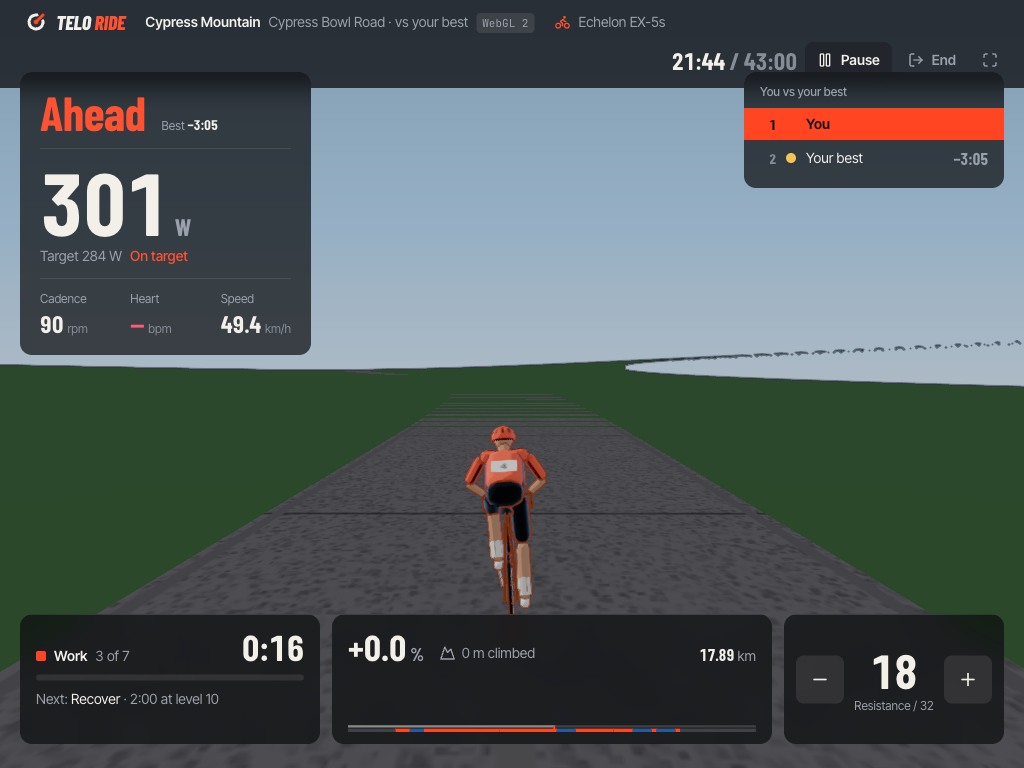 TELO RIDE Cypress Mountain Cypress Bowl Road · vs your best WebGL 2 Echelon EX-5s
21:44 / 43:00 Pause End
Ahead Best −3:05
301 W
Target 284 W On target
Cadence Heart Speed
90 rpm — bpm 49.4 km/h
You vs your best
1 You
2 Your best −3:05
4
Work 3 of 7 0:16
Next: Recover · 2:00 at level 10
+0.0 % 0 m climbed 17.89 km
− 18 +
Resistance / 32